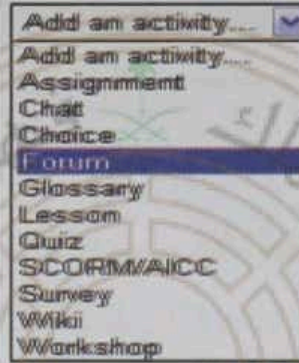 Add an activity....
Add an activity....
Assignment
Chat
Choice
Forum
Glossary
Lesson
Quiz
SCORM/AICC
Survey
Wiki
Workshop